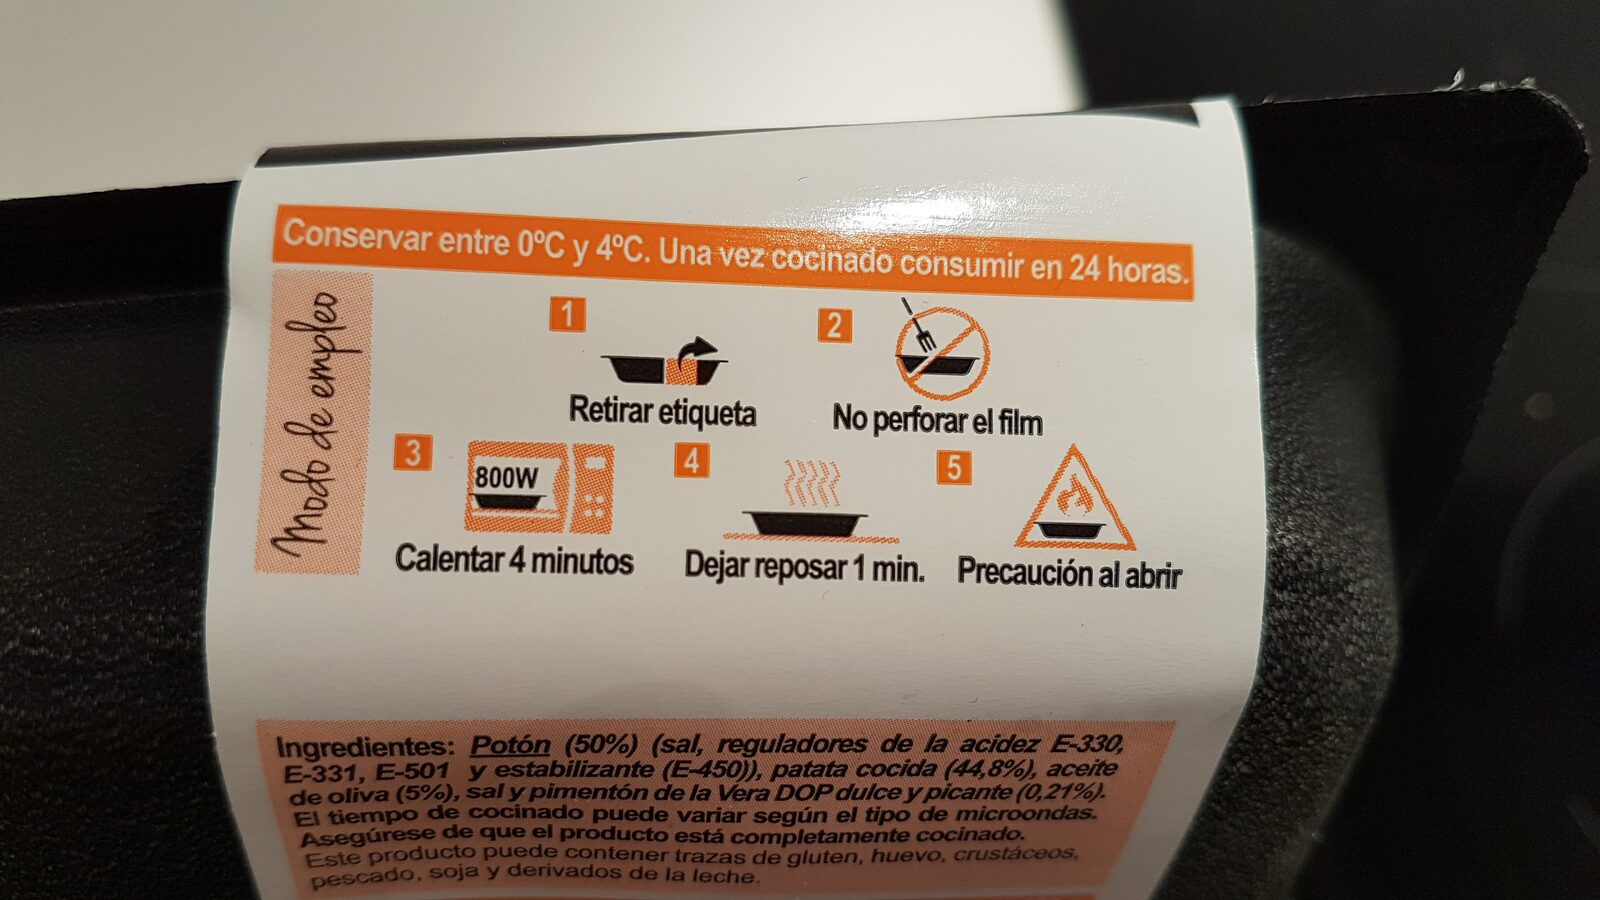 Conservar entre 0ºC y 4ºC. Una vez cocinado consumir en 24 horas.
Modo de empleo
1
Retirar etiqueta
2
No perforar el film
3
800W
Calentar 4 minutos
4
Dejar reposar 1 min.
5
Precaución al abrir
Ingredientes: Potón (50%) (sal, reguladores de la acidez E-330,
E-331, E-501 y estabilizante (E-450)), patata cocida (44,8%), aceite
de oliva (5%), sal y pimentón de la Vera DOP dulce y picante (0,21%).
El tiempo de cocinado puede variar según el tipo de microondas.
Asegúrese de que el producto está completamente cocinado.
Este producto puede contener trazas de gluten, huevo, crustáceos,
pescado, soja y derivados de la leche.